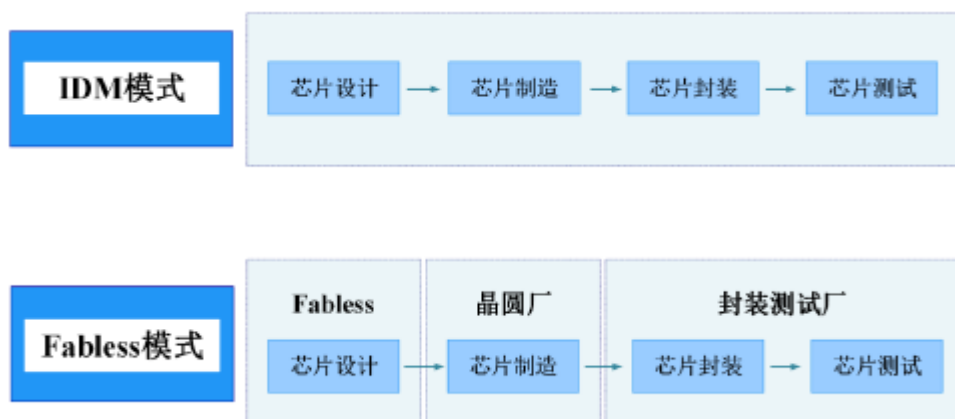 IDM模式
芯片设计 芯片制造 芯片封装 芯片测试
Fabless 晶圆厂 封装测试厂
Fabless模式
芯片设计 芯片制造 芯片封装 芯片测试